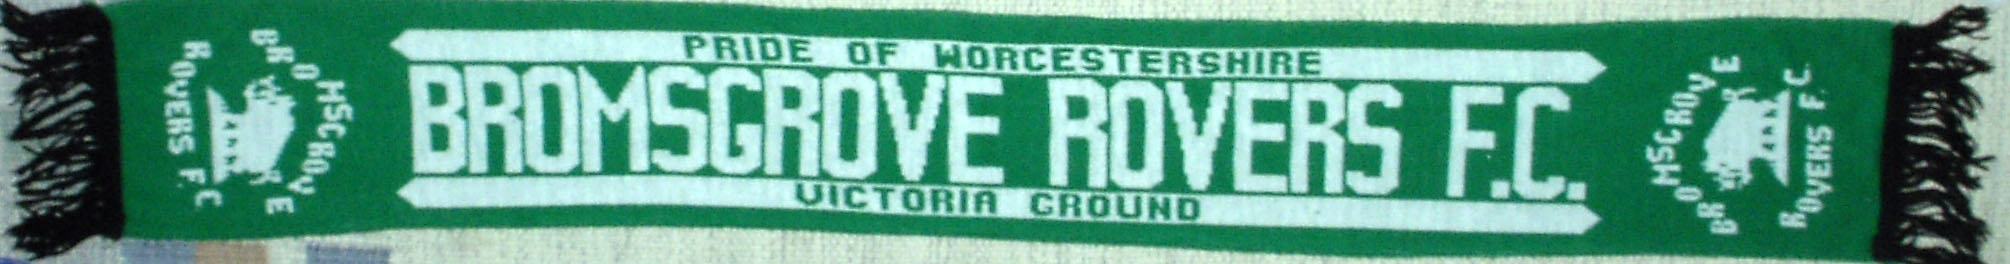 BROMSGROVE
ROVERS F.C
PRIDE OF WORCESTERSHIRE
BROMSGROVE ROVERS F.C.
VICTORIA GROUND
BROMSGROVE
ROVERS F.C.